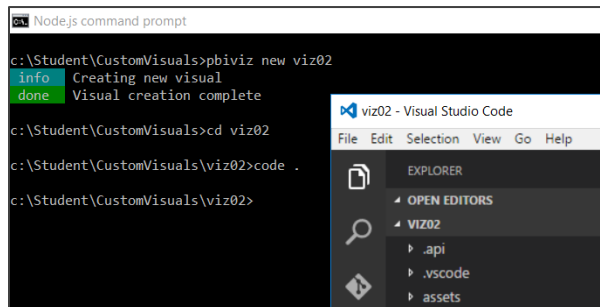 Node.js command prompt
c:\Student\CustomVisuals>pbiviz new viz02
info Creating new visual
done Visual creation complete
c:\Student\CustomVisuals>cd viz02
c:\Student\CustomVisuals\viz02>code .
c:\Student\CustomVisuals\viz02>
viz02 - Visual Studio Code
File Edit Selection View Go Help
EXPLORER
OPEN EDITORS
VIZ02
.api
.vscode
assets